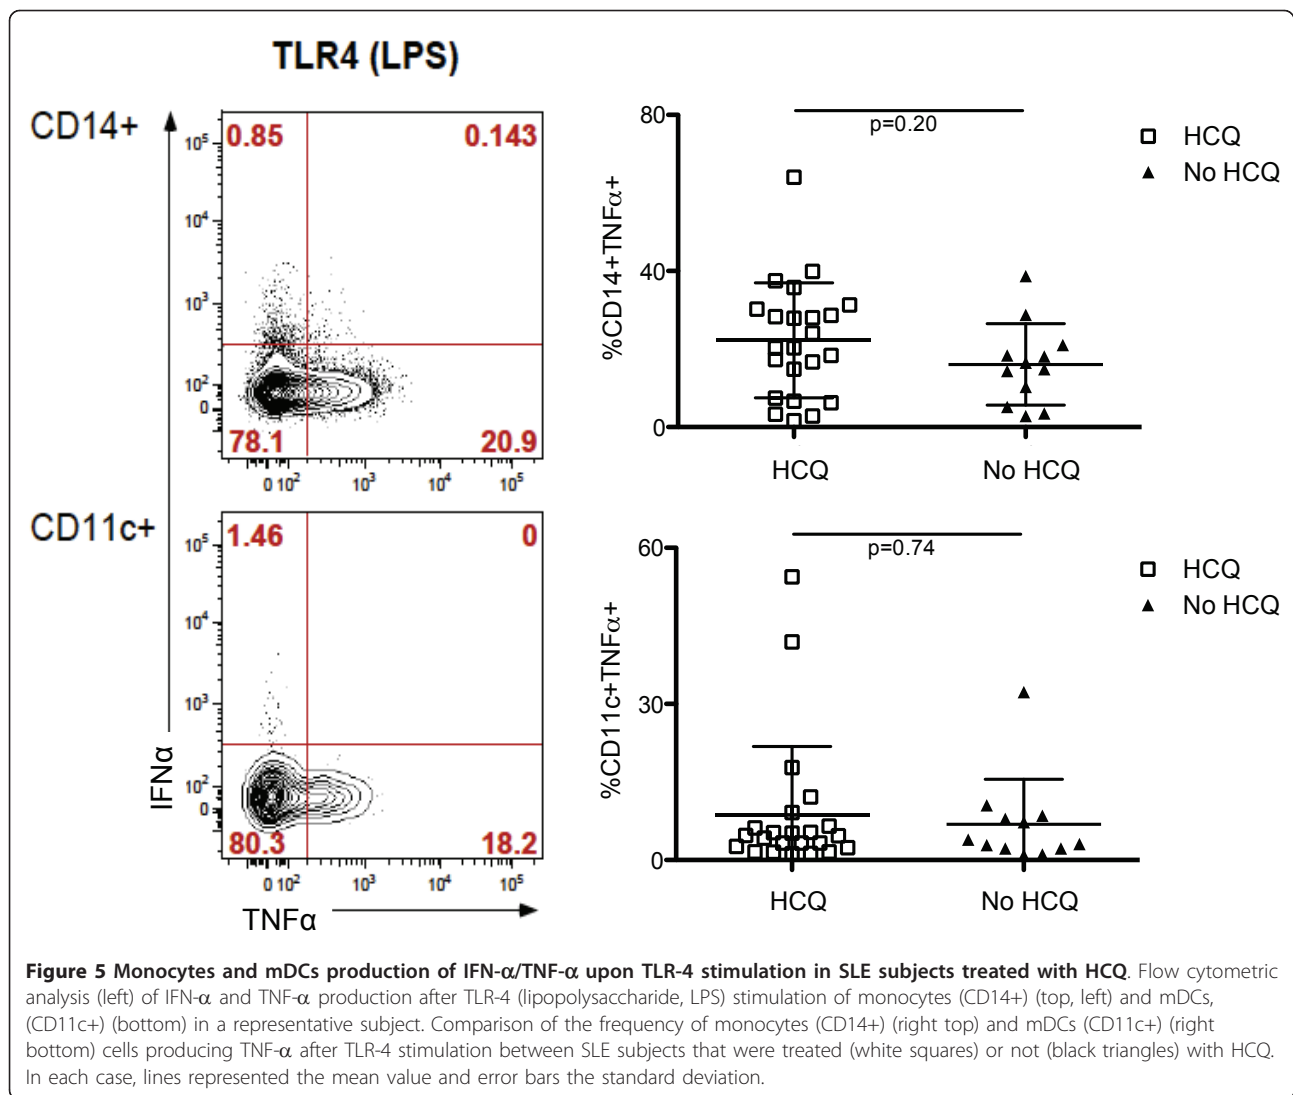 TLR4 (LPS)
CD14+
0.85 0.143
10⁵
10⁴
10³
10²
0
78.1 20.9
0 10² 10³ 10⁴ 10⁵
CD11c+
1.46 0
10⁵
10⁴
10³
10²
0
80.3 18.2
0 10² 10³ 10⁴ 10⁵
IFNα
TNFα
80
40
0
%CD14+TNFα+
p=0.20
HCQ
No HCQ
HCQ No HCQ
60
30
0
%CD11c+TNFα+
p=0.74
HCQ
No HCQ
HCQ No HCQ
Figure 5 Monocytes and mDCs production of IFN-α/TNF-α upon TLR-4 stimulation in SLE subjects treated with HCQ. Flow cytometric
analysis (left) of IFN-α and TNF-α production after TLR-4 (lipopolysaccharide, LPS) stimulation of monocytes (CD14+) (top, left) and mDCs,
(CD11c+) (bottom) in a representative subject. Comparison of the frequency of monocytes (CD14+) (right top) and mDCs (CD11c+) (right
bottom) cells producing TNF-α after TLR-4 stimulation between SLE subjects that were treated (white squares) or not (black triangles) with HCQ.
In each case, lines represented the mean value and error bars the standard deviation.